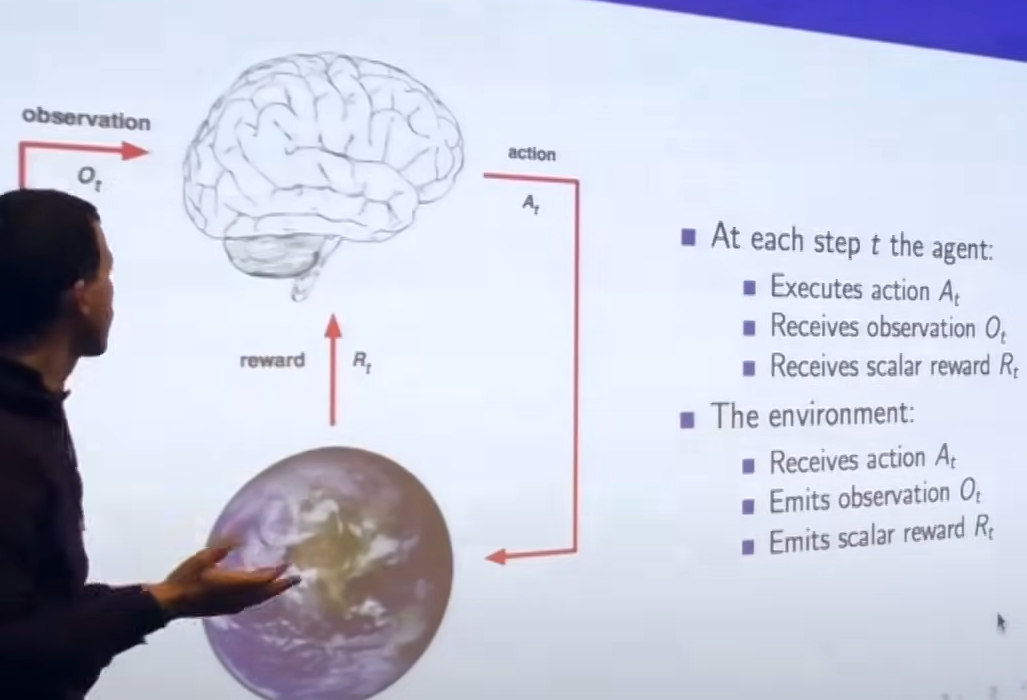 observation
Oₜ
action
Aₜ
reward
Rₜ
At each step t the agent:
Executes action Aₜ
Receives observation Oₜ
Receives scalar reward Rₜ
The environment:
Receives action Aₜ
Emits observation Oₜ
Emits scalar reward Rₜ